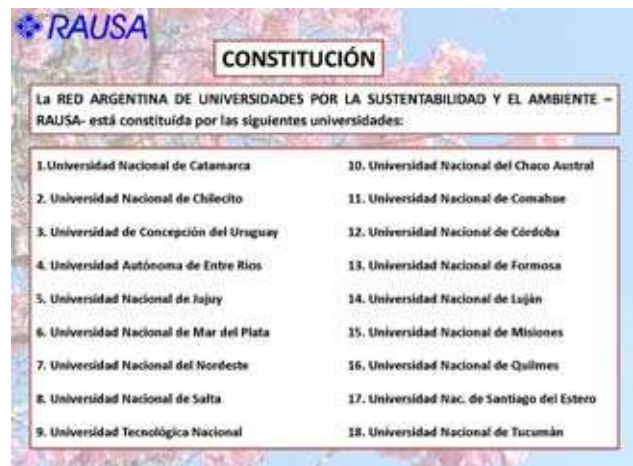 RAUSA
CONSTITUCIÓN
La RED ARGENTINA DE UNIVERSIDADES POR LA SUSTENTABILIDAD Y EL AMBIENTE –
RAUSA- está constituída por las siguientes universidades:
1.Universidad Nacional de Catamarca
2. Universidad Nacional de Chilecito
3. Universidad de Concepción del Uruguay
4. Universidad Autónoma de Entre Rios
5. Universidad Nacional de Jujuy
6. Universidad Nacional de Mar del Plata
7. Universidad Nacional del Nordeste
8. Universidad Nacional de Salta
9. Universidad Tecnológica Nacional
10. Universidad Nacional del Chaco Austral
11. Universidad Nacional de Comahue
12. Universidad Nacional de Córdoba
13. Universidad Nacional de Formosa
14. Universidad Nacional de Luján
15. Universidad Nacional de Misiones
16. Universidad Nacional de Quilmes
17. Universidad Nac. de Santiago del Estero
18. Universidad Nacional de Tucumán